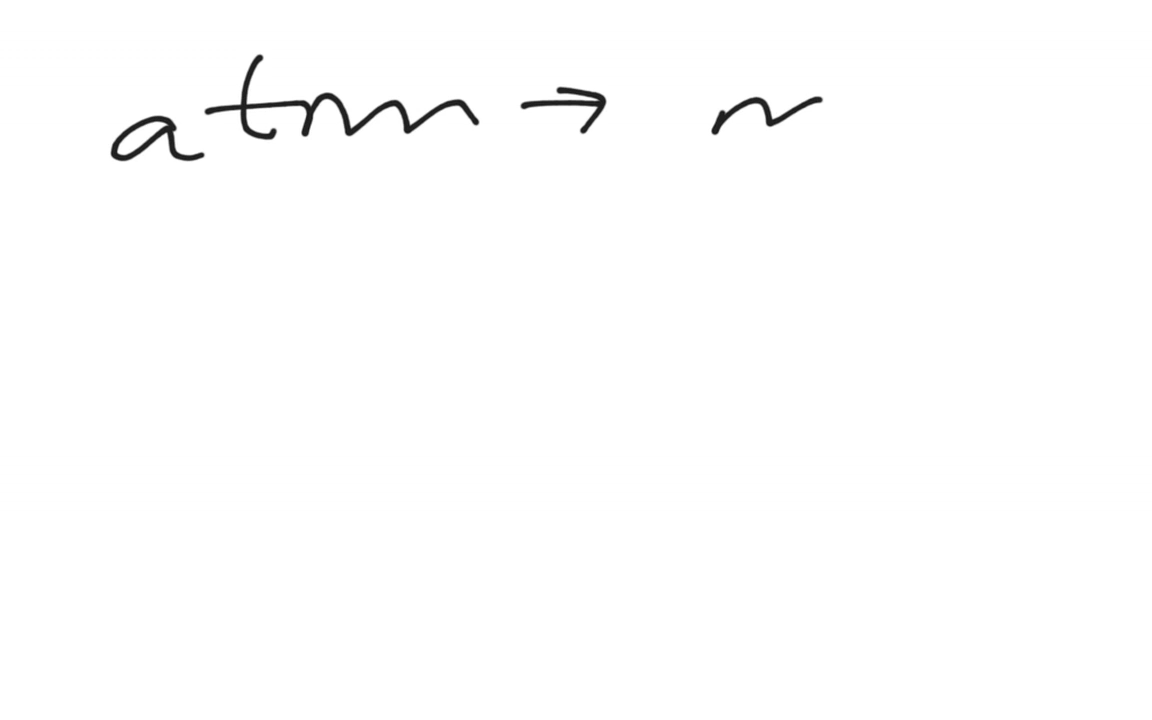 atm → n